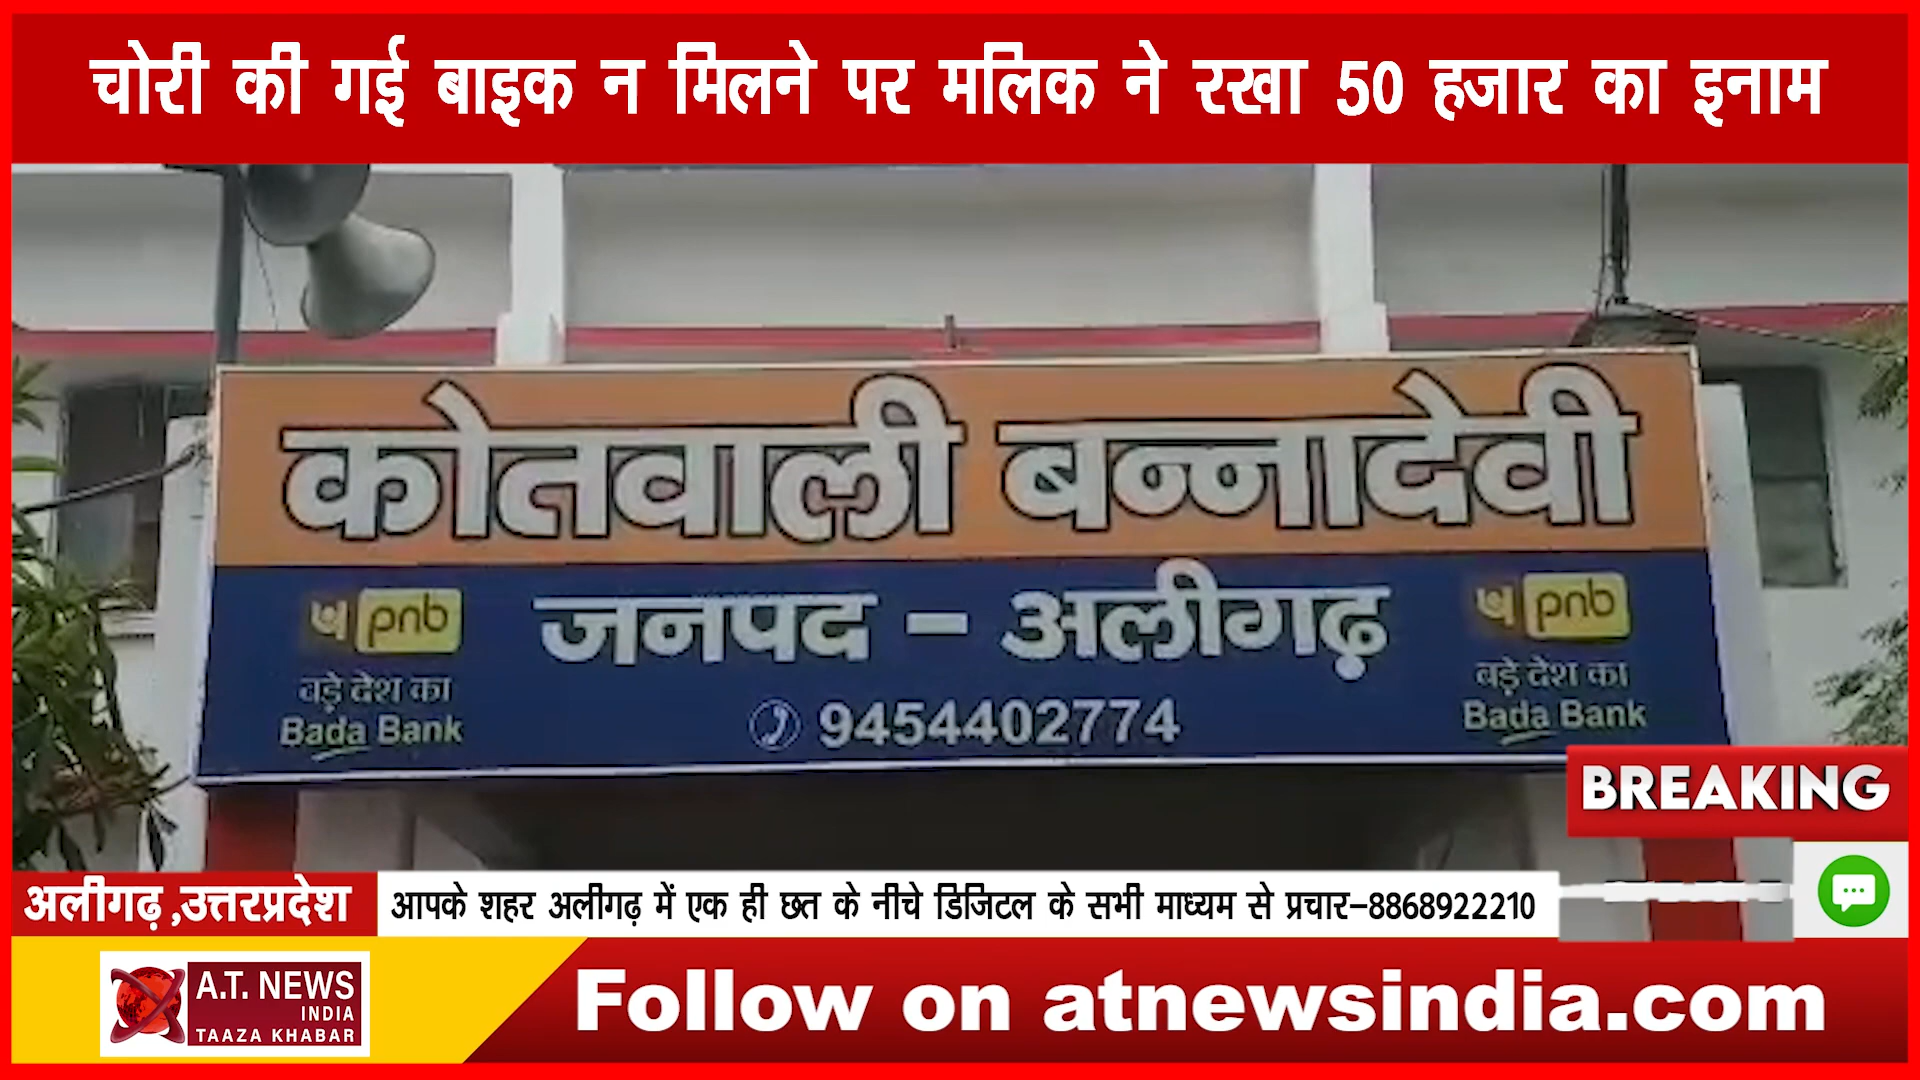 चोरी की गई बाइक न मिलने पर मलिक ने रखा 50 हजार का इनाम
कोतवाली बन्नादेवी
जनपद - अलीगढ़
9454402774
प pnb
बड़े देश का
Bada Bank
प pnb
बड़े देश का
Bada Bank
BREAKING
अलीगढ़,उत्तरप्रदेश
आपके शहर अलीगढ़ में एक ही छत के नीचे डिजिटल के सभी माध्यम से प्रचार-8868922210
A.T. NEWS
INDIA
TAAZA KHABAR
Follow on atnewsindia.com